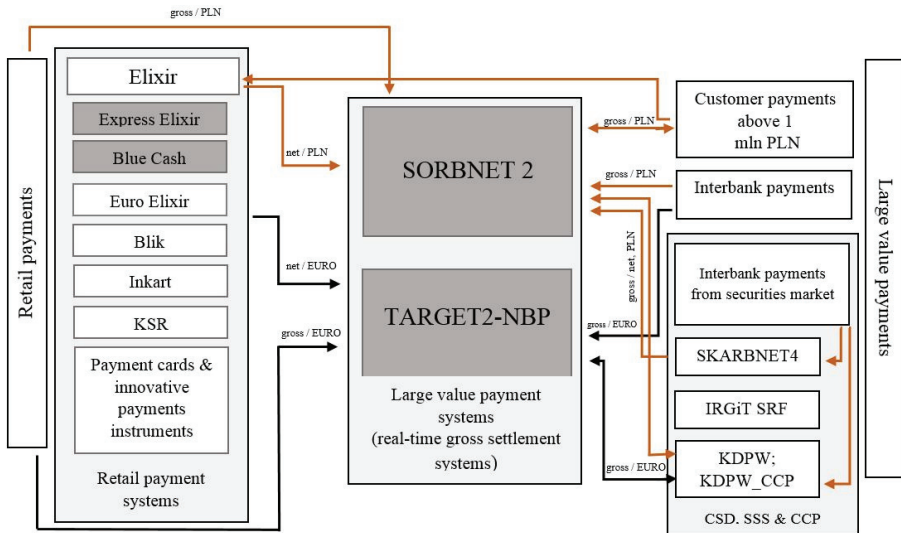 gross / PLN
Retail payments
Elixir
Express Elixir
Blue Cash
Euro Elixir
Blik
Inkart
KSR
Payment cards &
innovative
payments
instruments
Retail payment
systems
net / PLN
net / EURO
gross / EURO
SORBNET 2
TARGET2-NBP
Large value payment
systems
(real-time gross settlement
systems)
gross / PLN
gross / PLN
gross / net, PLN
gross / EURO
gross / EURO
Customer payments
above 1
mln PLN
Interbank payments
Interbank payments
from securities market
SKARBNET4
IRGiT SRF
KDPW;
KDPW_CCP
CSD, SSS & CCP
Large value payments